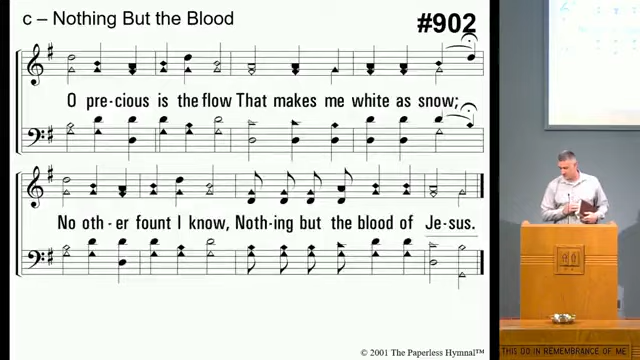 c – Nothing But the Blood
#902
O pre-cious is the flow That makes me white as snow;
No oth - er fount I know, Noth-ing but the blood of Je-sus.
© 2001 The Paperless Hymnal™
THIS DO IN REMEMBRANCE OF ME